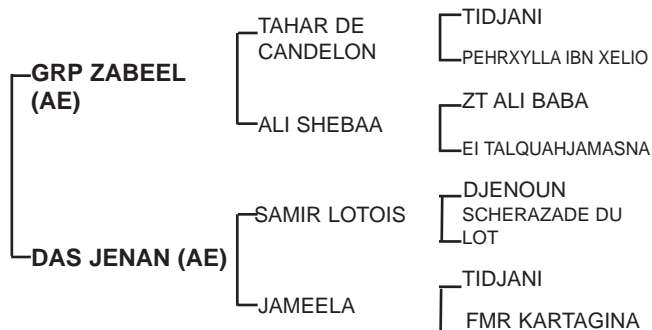 TAHAR DE
CANDELON
TIDJANI
PEHRXYLLA IBN XELIO
GRP ZABEEL
(AE)
ALI SHEBAA
ZT ALI BABA
EI TALQUAHJAMASNA
SAMIR LOTOIS
DJENOUN
SCHERAZADE DU
LOT
DAS JENAN (AE)
JAMEELA
TIDJANI
FMR KARTAGINA